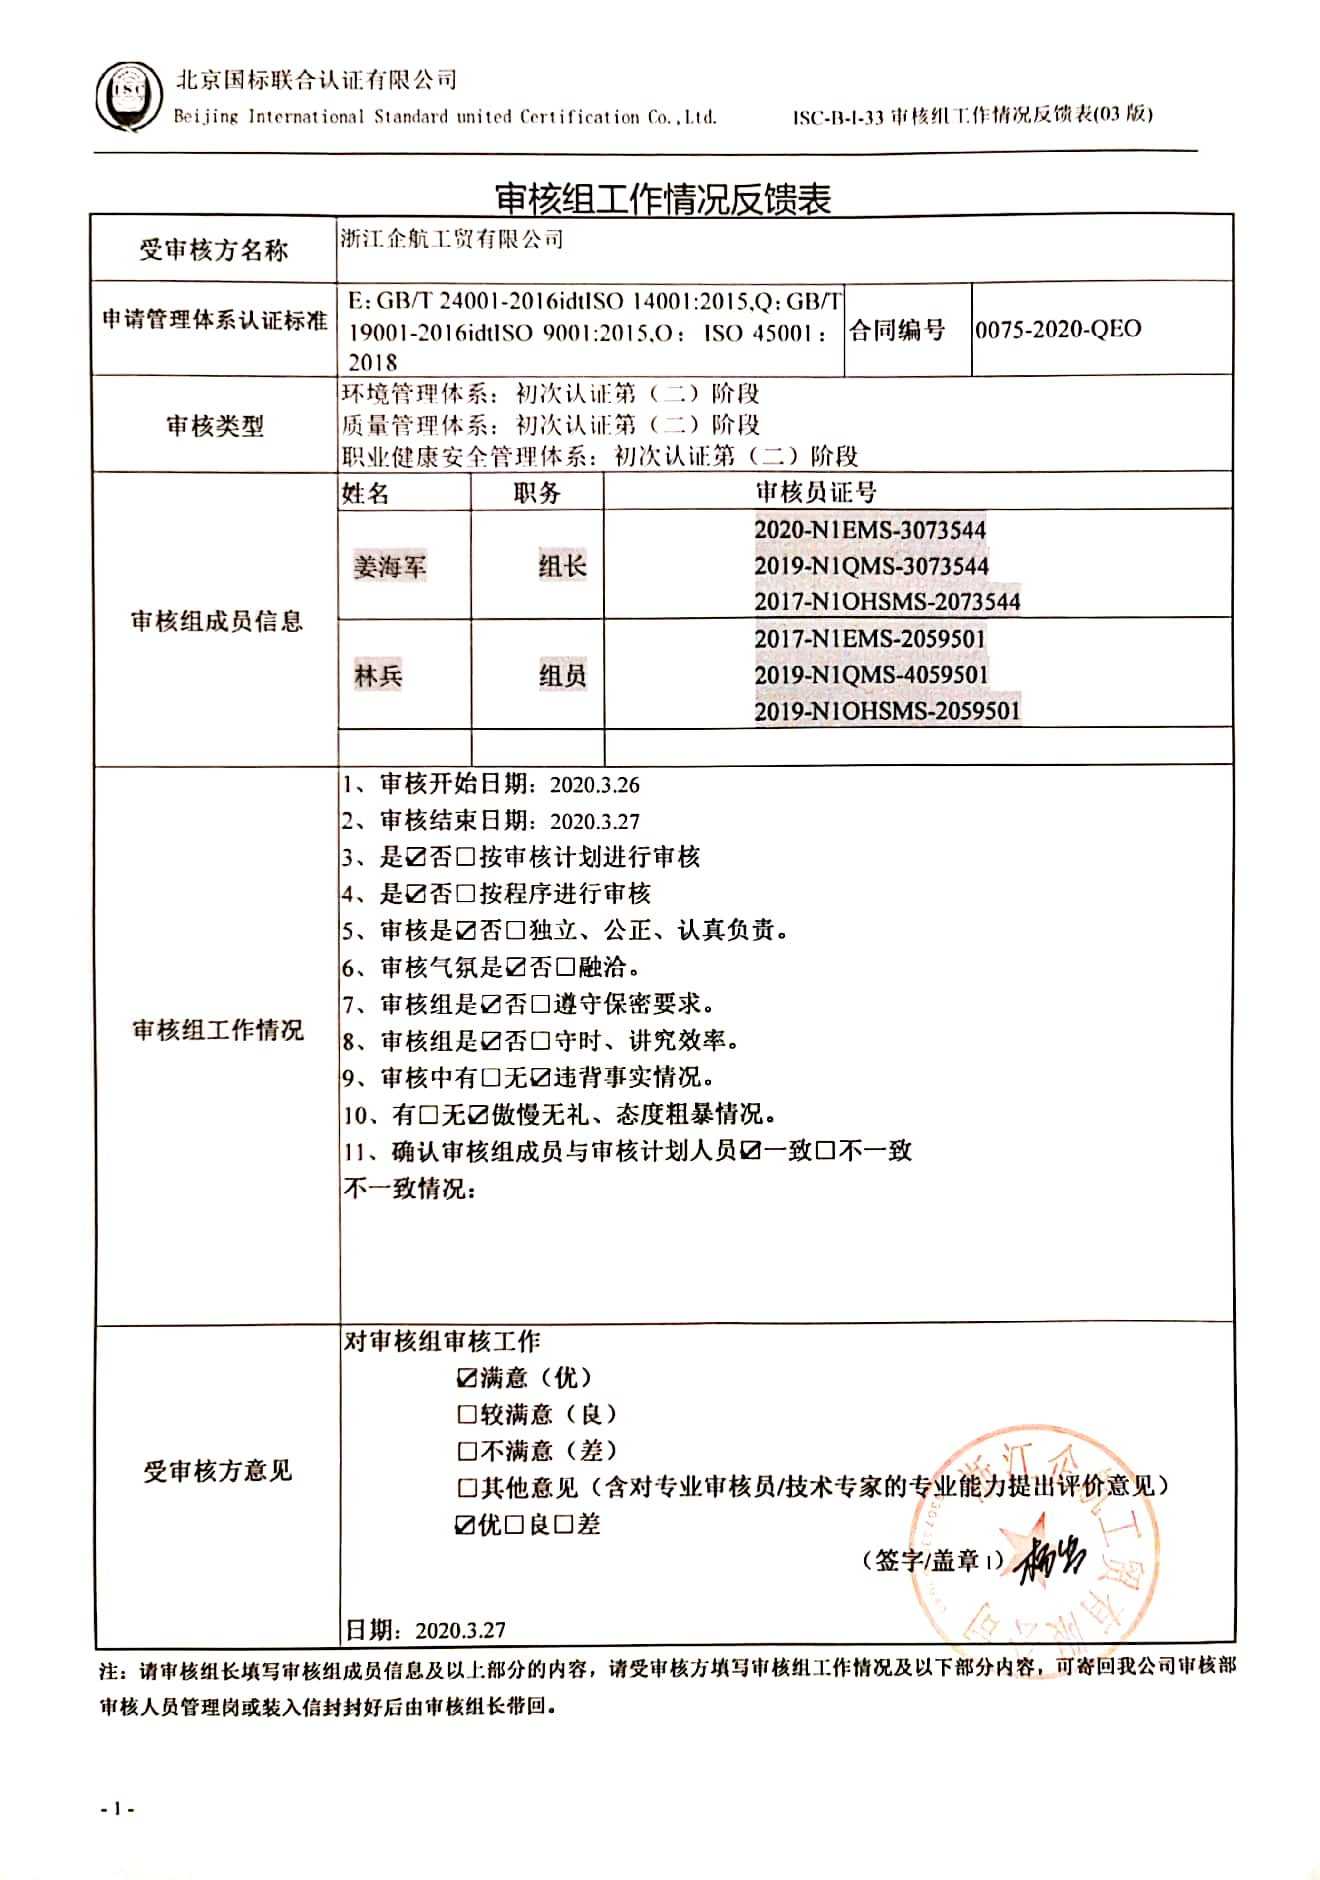 ISC
北京国标联合认证有限公司
Beijing International Standard united Certification Co.,Ltd.
ISC-B-I-33 审核组工作情况反馈表(03 版)
审核组工作情况反馈表
受审核方名称
浙江企航工贸有限公司
申请管理体系认证标准
E: GB/T 24001-2016idtISO 14001:2015,Q: GB/T
19001-2016idtISO 9001:2015,O: ISO 45001:
2018
合同编号
0075-2020-QEO
审核类型
环境管理体系: 初次认证第（二）阶段
质量管理体系: 初次认证第（二）阶段
职业健康安全管理体系: 初次认证第（二）阶段
审核组成员信息
姓名 职务 审核员证号
姜海军 组长
2020-N1EMS-3073544
2019-N1QMS-3073544
2017-N1OHSMS-2073544
林兵 组员
2017-N1EMS-2059501
2019-N1QMS-4059501
2019-N1OHSMS-2059501
审核组工作情况
1、审核开始日期: 2020.3.26
2、审核结束日期: 2020.3.27
3、是☑否□按审核计划进行审核
4、是☑否□按程序进行审核
5、审核是☑否□独立、公正、认真负责。
6、审核气氛是☑否□融洽。
7、审核组是☑否□遵守保密要求。
8、审核组是☑否□守时、讲究效率。
9、审核中有□无☑违背事实情况。
10、有□无☑傲慢无礼、态度粗暴情况。
11、确认审核组成员与审核计划人员☑一致□不一致
不一致情况:
受审核方意见
对审核组审核工作
☑满意（优）
□较满意（良）
□不满意（差）
□其他意见（含对专业审核员/技术专家的专业能力提出评价意见）
☑优□良□差
（签字/盖章:）
浙江企航工贸有限公司
日期: 2020.3.27
注: 请审核组长填写审核组成员信息及以上部分的内容，请受审核方填写审核组工作情况及以下部分内容，可寄回我公司审核部
审核人员管理岗或装入信封封好后由审核组长带回。
- 1 -